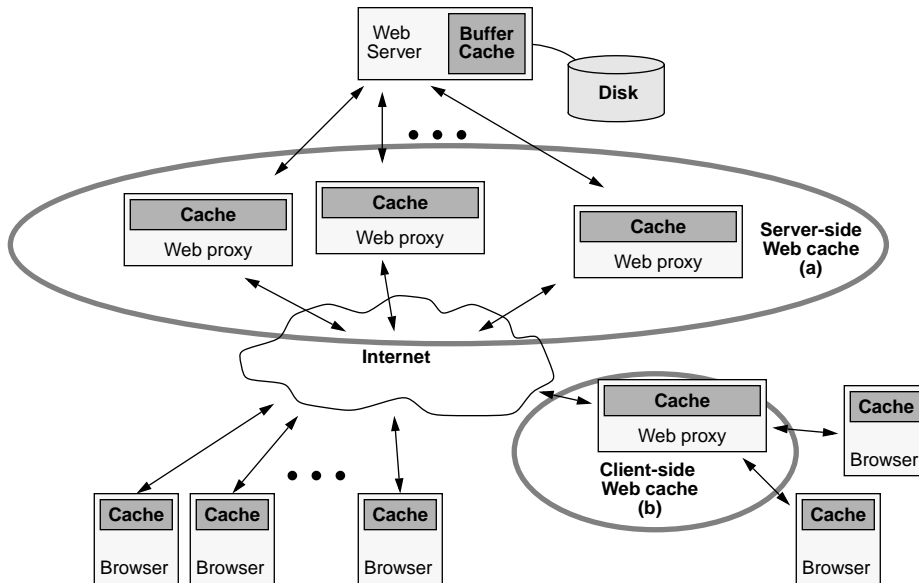 Web
Server
Buffer
Cache
Disk
Cache
Web proxy
Cache
Web proxy
Cache
Web proxy
Server-side
Web cache
(a)
Internet
Cache
Web proxy
Client-side
Web cache
(b)
Cache
Browser
Cache
Browser
Cache
Browser
Cache
Browser
Cache
Browser